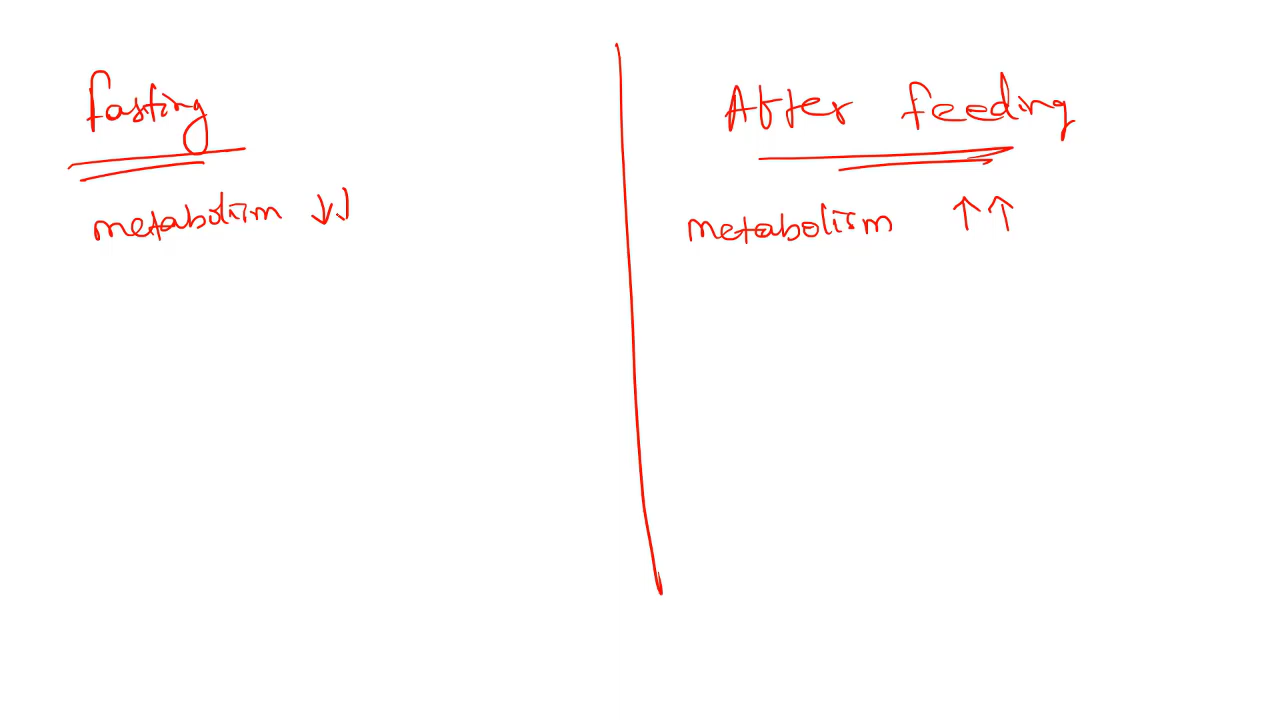 fasting
metabolism ↓↓
After feeding
metabolism ↑↑